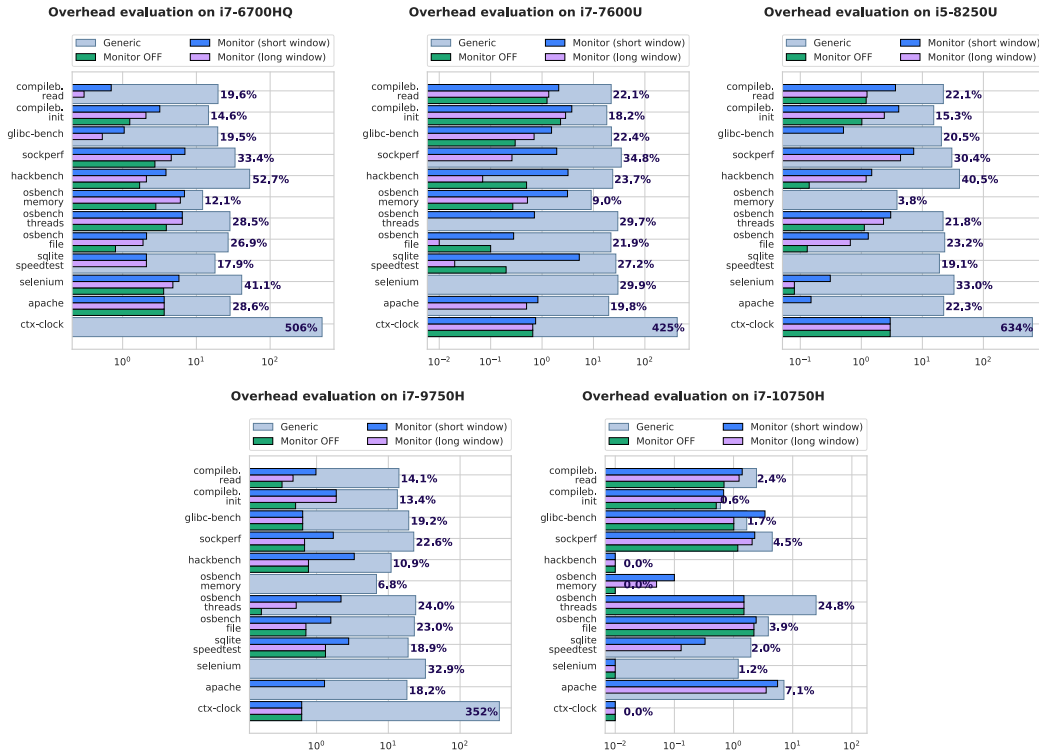 Overhead evaluation on i7-6700HQ
Generic
Monitor OFF
Monitor (short window)
Monitor (long window)
compileb.
read
19.6%
compileb.
init
14.6%
glibc-bench
19.5%
sockperf
33.4%
hackbench
52.7%
osbench
memory
12.1%
osbench
threads
28.5%
osbench
file
26.9%
sqlite
speedtest
17.9%
selenium
41.1%
apache
28.6%
ctx-clock
506%
10^0 10^1 10^2
Overhead evaluation on i7-7600U
Generic
Monitor OFF
Monitor (short window)
Monitor (long window)
compileb.
read
22.1%
compileb.
init
18.2%
glibc-bench
22.4%
sockperf
34.8%
hackbench
23.7%
osbench
memory
9.0%
osbench
threads
29.7%
osbench
file
21.9%
sqlite
speedtest
27.2%
selenium
29.9%
apache
19.8%
ctx-clock
425%
10^-2 10^-1 10^0 10^1 10^2
Overhead evaluation on i5-8250U
Generic
Monitor OFF
Monitor (short window)
Monitor (long window)
compileb.
read
22.1%
compileb.
init
15.3%
glibc-bench
20.5%
sockperf
30.4%
hackbench
40.5%
osbench
memory
3.8%
osbench
threads
21.8%
osbench
file
23.2%
sqlite
speedtest
19.1%
selenium
33.0%
apache
22.3%
ctx-clock
634%
10^-1 10^0 10^1 10^2
Overhead evaluation on i7-9750H
Generic
Monitor OFF
Monitor (short window)
Monitor (long window)
compileb.
read
14.1%
compileb.
init
13.4%
glibc-bench
19.2%
sockperf
22.6%
hackbench
10.9%
osbench
memory
6.8%
osbench
threads
24.0%
osbench
file
23.0%
sqlite
speedtest
18.9%
selenium
32.9%
apache
18.2%
ctx-clock
352%
10^0 10^1 10^2
Overhead evaluation on i7-10750H
Generic
Monitor OFF
Monitor (short window)
Monitor (long window)
compileb.
read
2.4%
compileb.
init
0.6%
glibc-bench
1.7%
sockperf
4.5%
hackbench
0.0%
osbench
memory
0.0%
osbench
threads
24.8%
osbench
file
3.9%
sqlite
speedtest
2.0%
selenium
1.2%
apache
7.1%
ctx-clock
0.0%
10^-2 10^-1 10^0 10^1 10^2